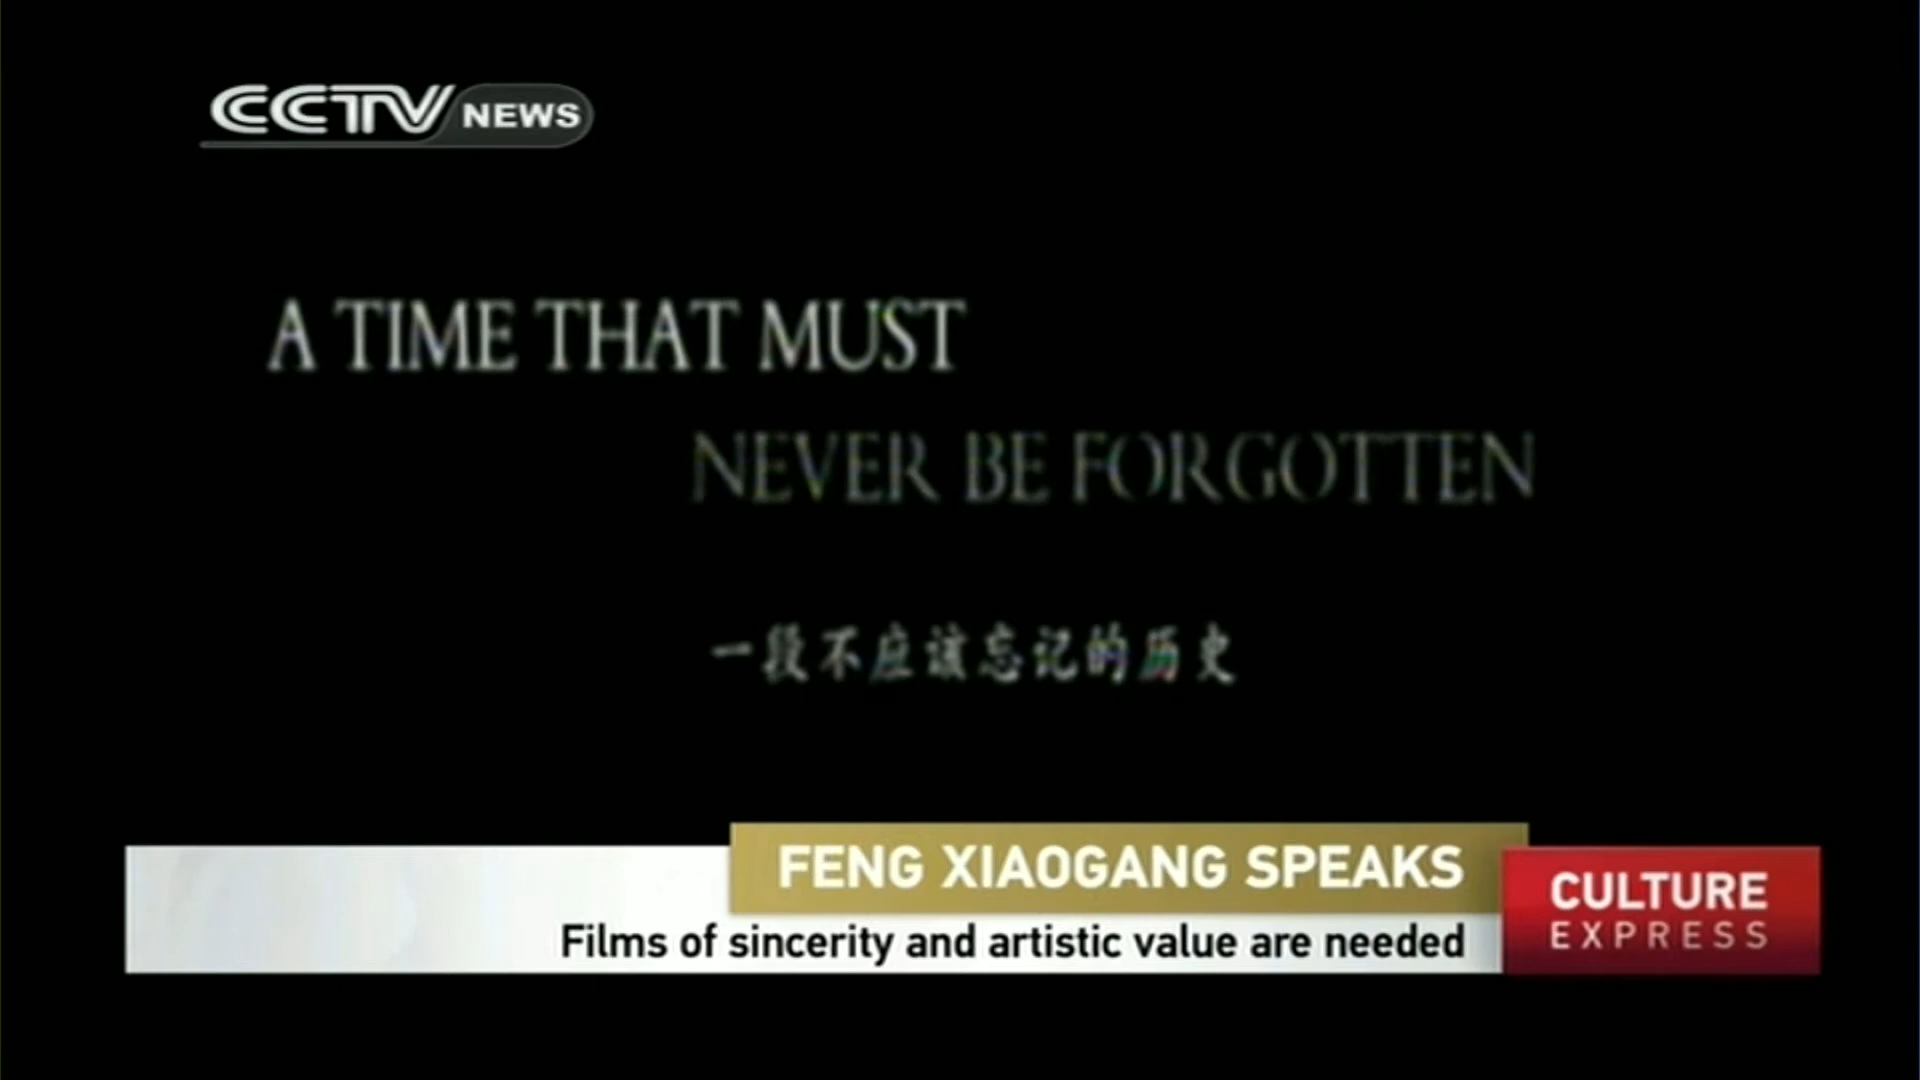 CCTV NEWS
A TIME THAT MUST
NEVER BE FORGOTTEN
一段不应该忘记的历史
FENG XIAOGANG SPEAKS
Films of sincerity and artistic value are needed
CULTURE
EXPRESS